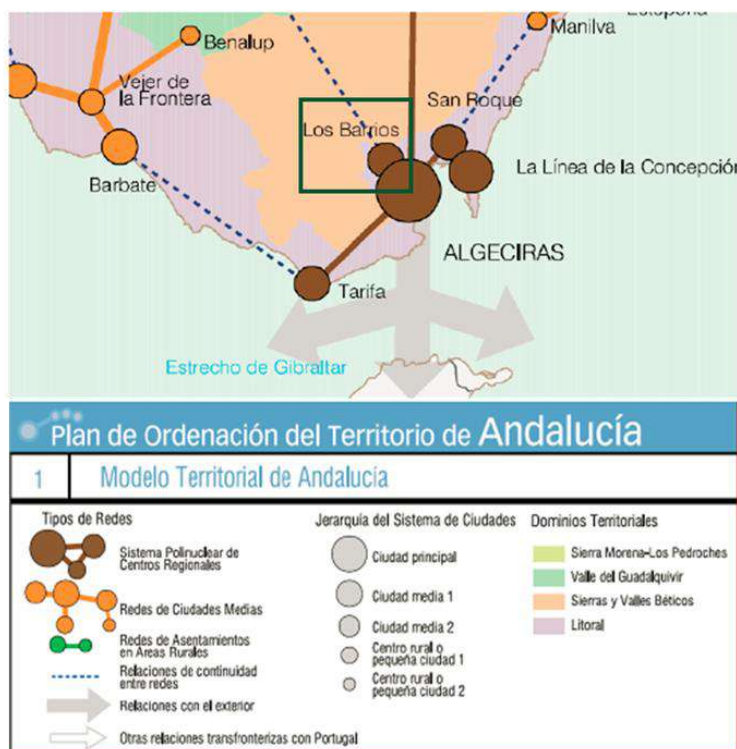 Estepona
Manilva
Benalup
Vejer de
la Frontera
San Roque
Los Barrios
La Línea de la Concepción
Barbate
ALGECIRAS
Tarifa
Estrecho de Gibraltar
Plan de Ordenación del Territorio de Andalucía
1 Modelo Territorial de Andalucía
Tipos de Redes
Sistema Polinuclear de
Centros Regionales
Redes de Ciudades Medias
Redes de Asentamientos
en Areas Rurales
Relaciones de continuidad
entre redes
Relaciones con el exterior
Otras relaciones transfronterizas con Portugal
Jerarquía del Sistema de Ciudades
Ciudad principal
Ciudad media 1
Ciudad media 2
Centro rural o
pequeña ciudad 1
Centro rural o
pequeña ciudad 2
Dominios Territoriales
Sierra Morena-Los Pedroches
Valle del Guadalquivir
Sierras y Valles Béticos
Litoral